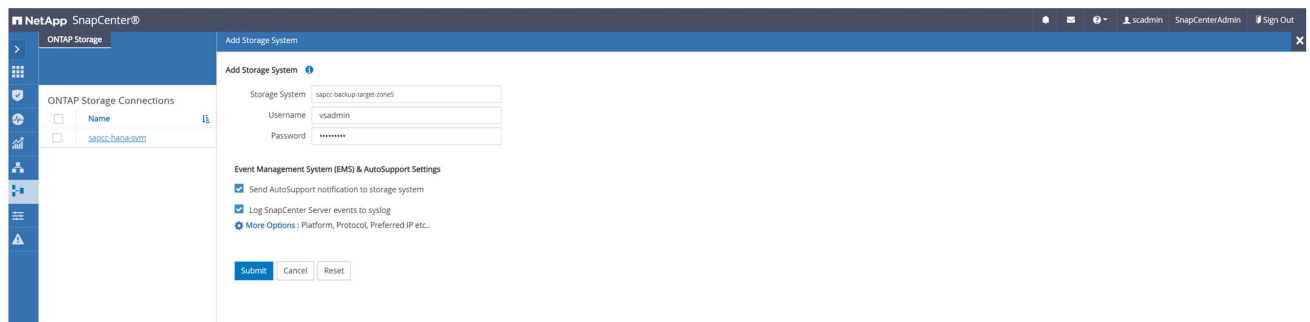 NetApp SnapCenter®
scadmin SnapCenterAdmin Sign Out
ONTAP Storage
Add Storage System
Add Storage System
ONTAP Storage Connections
Name
sapcc-hana-svm
Storage System sapcc-backup-target-zone5
Username vsadmin
Password •••••••••
Event Management System (EMS) & AutoSupport Settings
Send AutoSupport notification to storage system
Log SnapCenter Server events to syslog
More Options : Platform, Protocol, Preferred IP etc..
Submit Cancel Reset